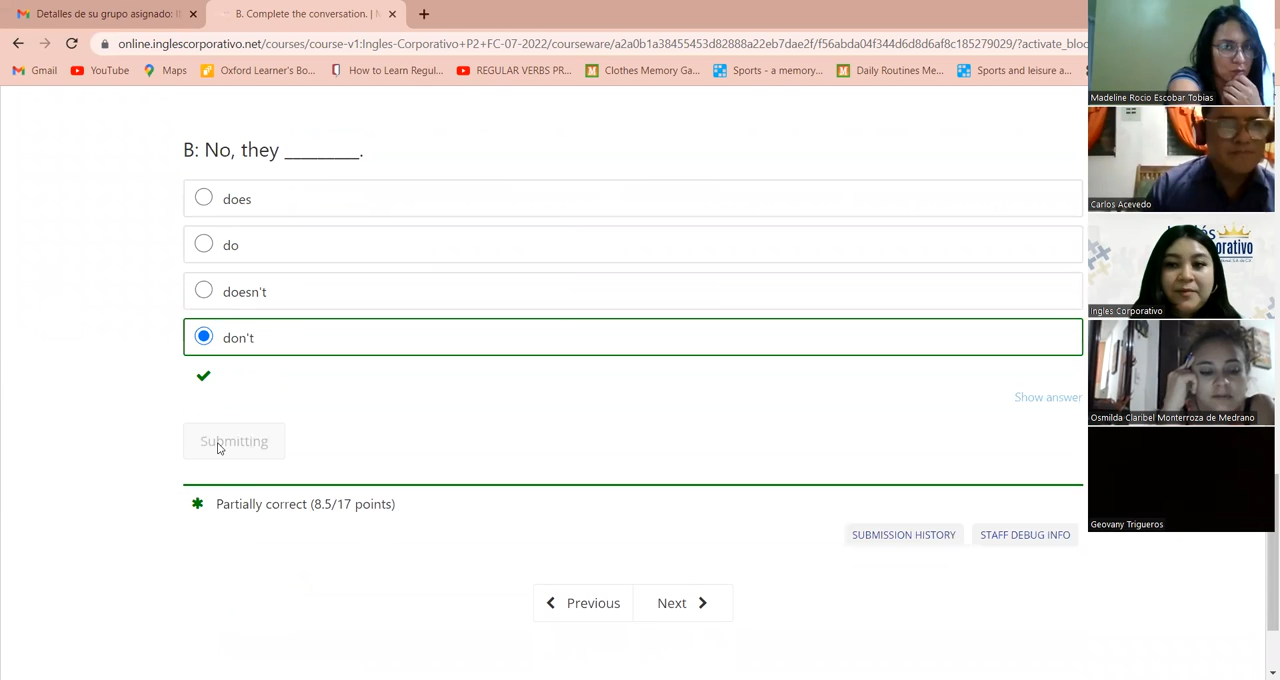 Detalles de su grupo asignado: I
B. Complete the conversation. |
online.inglescorporativo.net/courses/course-v1:Ingles-Corporativo+P2+FC-07-2022/courseware/a2a0b1a38455453d82888a22eb7dae2f/f56abda04f344d6d8d6af8c185279029/?activate_bloc
Gmail
YouTube
Maps
Oxford Learner's Bo...
How to Learn Regul...
REGULAR VERBS PR...
Clothes Memory Ga...
Sports - a memory...
Daily Routines Me...
Sports and leisure a...
Madeline Rocio Escobar Tobias
B: No, they _________.
does
do
doesn't
don't
Show answer
Submitting
Partially correct (8.5/17 points)
SUBMISSION HISTORY
STAFF DEBUG INFO
Previous
Next
Carlos Acevedo
Ingles Corporativo
Osmilda Claribel Monterroza de Medrano
Geovany Trigueros